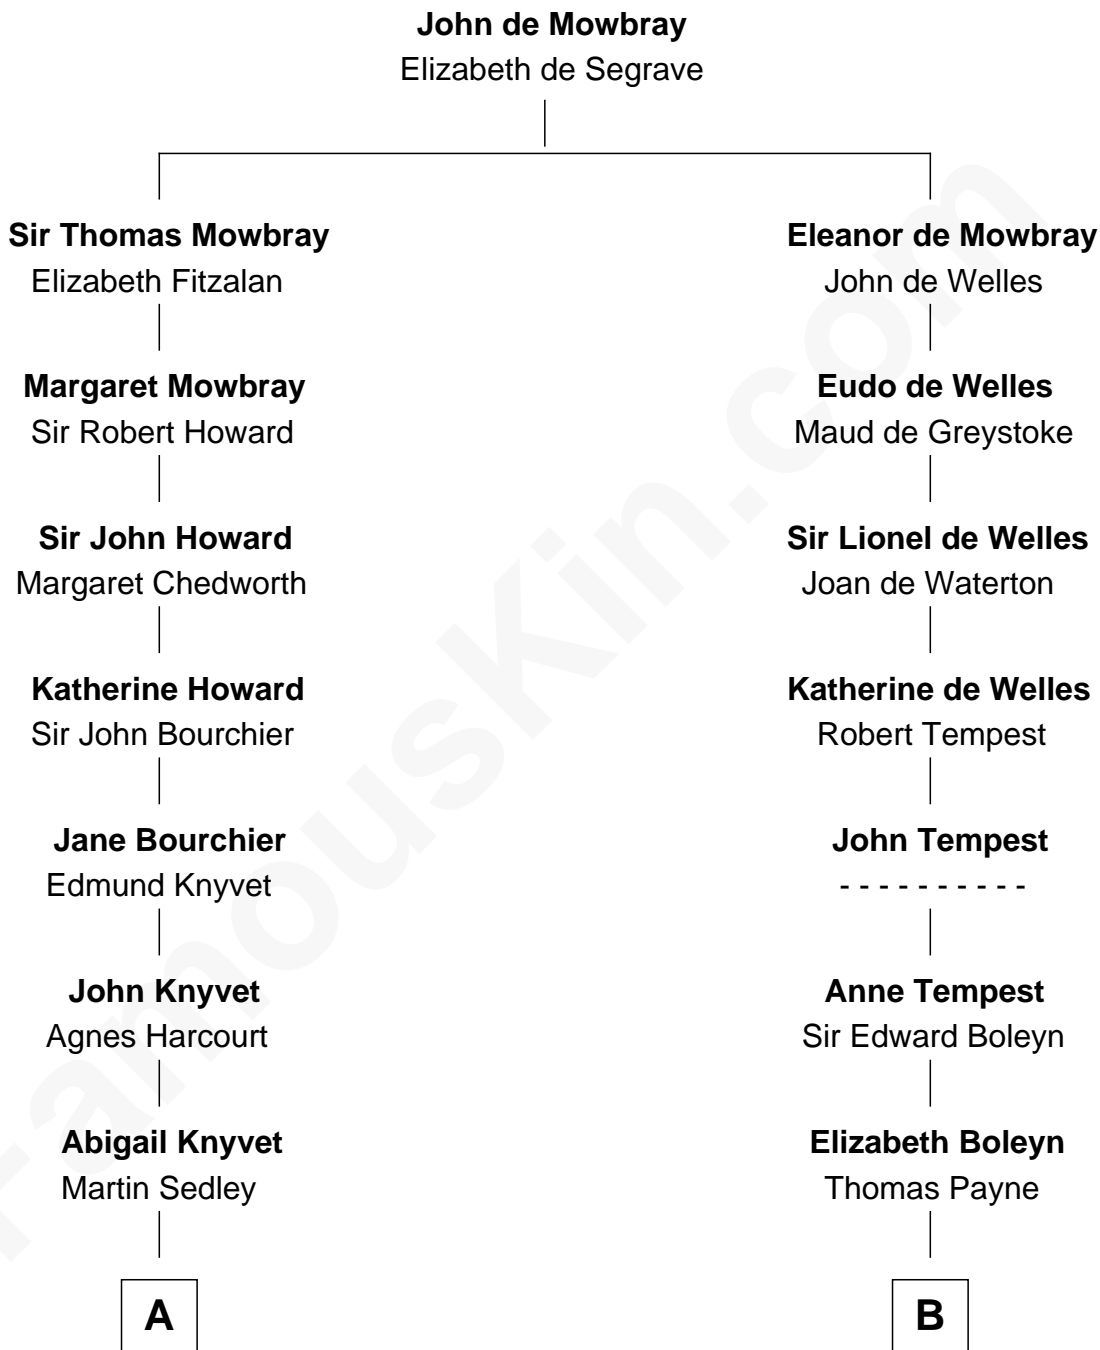 John de Mowbray
Elizabeth de Segrave
Sir Thomas Mowbray
Elizabeth Fitzalan
Eleanor de Mowbray
John de Welles
Margaret Mowbray
Sir Robert Howard
Eudo de Welles
Maud de Greystoke
Sir John Howard
Margaret Chedworth
Sir Lionel de Welles
Joan de Waterton
Katherine Howard
Sir John Bourchier
Katherine de Welles
Robert Tempest
Jane Bourchier
Edmund Knyvet
John Tempest
- - - - - - - - - -
John Knyvet
Agnes Harcourt
Anne Tempest
Sir Edward Boleyn
Abigail Knyvet
Martin Sedley
Elizabeth Boleyn
Thomas Payne
A
B
FamousKin.com